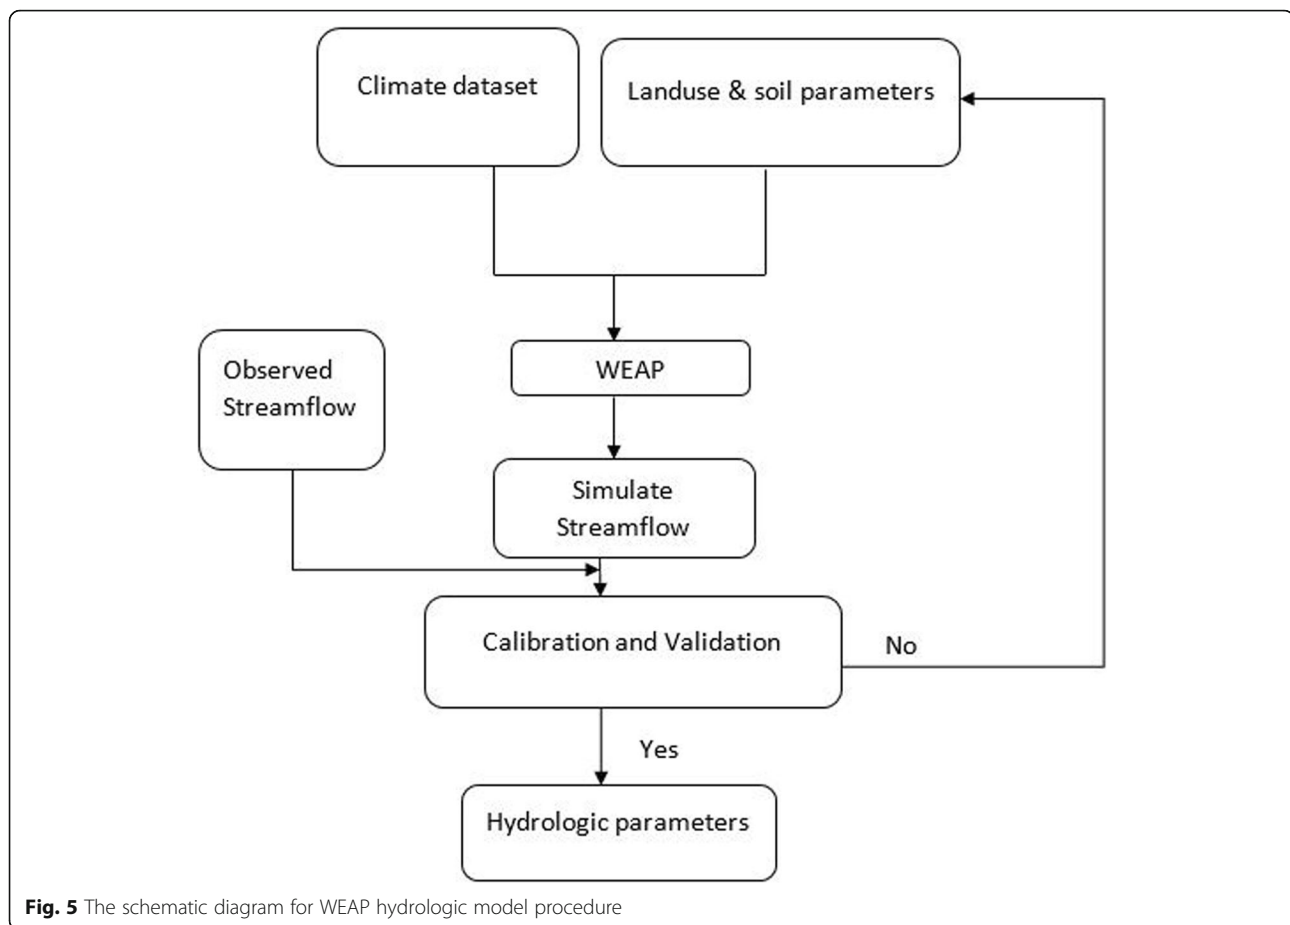 Climate dataset
Landuse & soil parameters
WEAP
Observed
Streamflow
Simulate
Streamflow
Calibration and Validation
No
Yes
Hydrologic parameters
Fig. 5 The schematic diagram for WEAP hydrologic model procedure